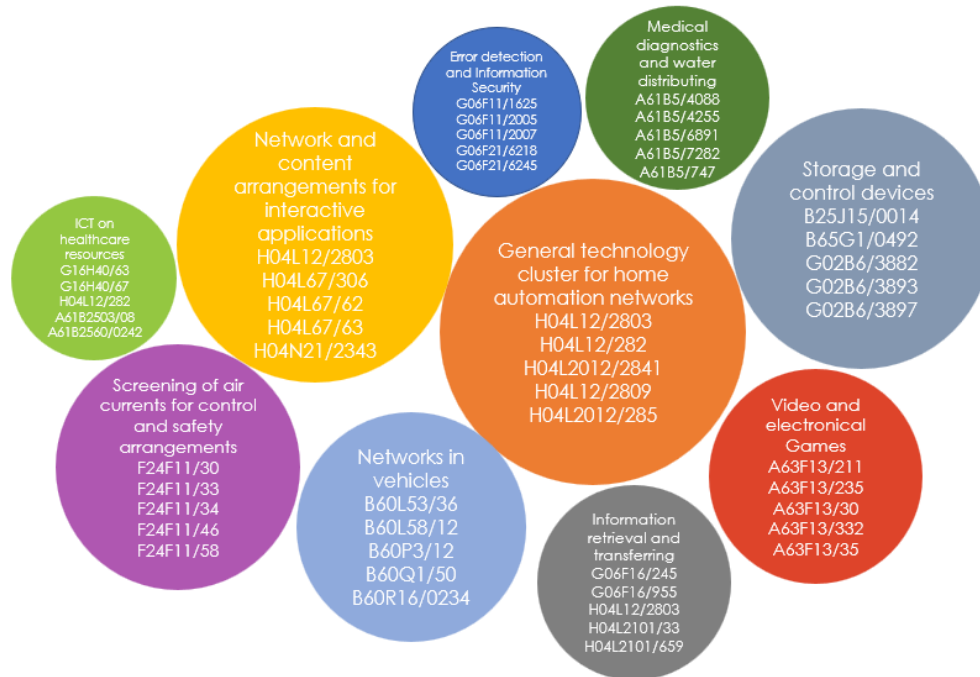 Error detection
and Information
Security
G06F11/1625
G06F11/2005
G06F11/2007
G06F21/6218
G06F21/6245
Medical
diagnostics
and water
distributing
A61B5/4088
A61B5/4255
A61B5/6891
A61B5/7282
A61B5/747
Network and
content
arrangements for
interactive
applications
H04L12/2803
H04L67/306
H04L67/62
H04L67/63
H04N21/2343
Storage and
control devices
B25J15/0014
B65G1/0492
G02B6/3882
G02B6/3893
G02B6/3897
ICT on
healthcare
resources
G16H40/63
G16H40/67
H04L12/282
A61B2503/08
A61B2560/0242
General technology
cluster for home
automation networks
H04L12/2803
H04L12/282
H04L2012/2841
H04L12/2809
H04L2012/285
Screening of air
currents for control
and safety
arrangements
F24F11/30
F24F11/33
F24F11/34
F24F11/46
F24F11/58
Networks in
vehicles
B60L53/36
B60L58/12
B60P3/12
B60Q1/50
B60R16/0234
Video and
electronical
Games
A63F13/211
A63F13/235
A63F13/30
A63F13/332
A63F13/35
Information
retrieval and
transferring
G06F16/245
G06F16/955
H04L12/2803
H04L2101/33
H04L2101/659